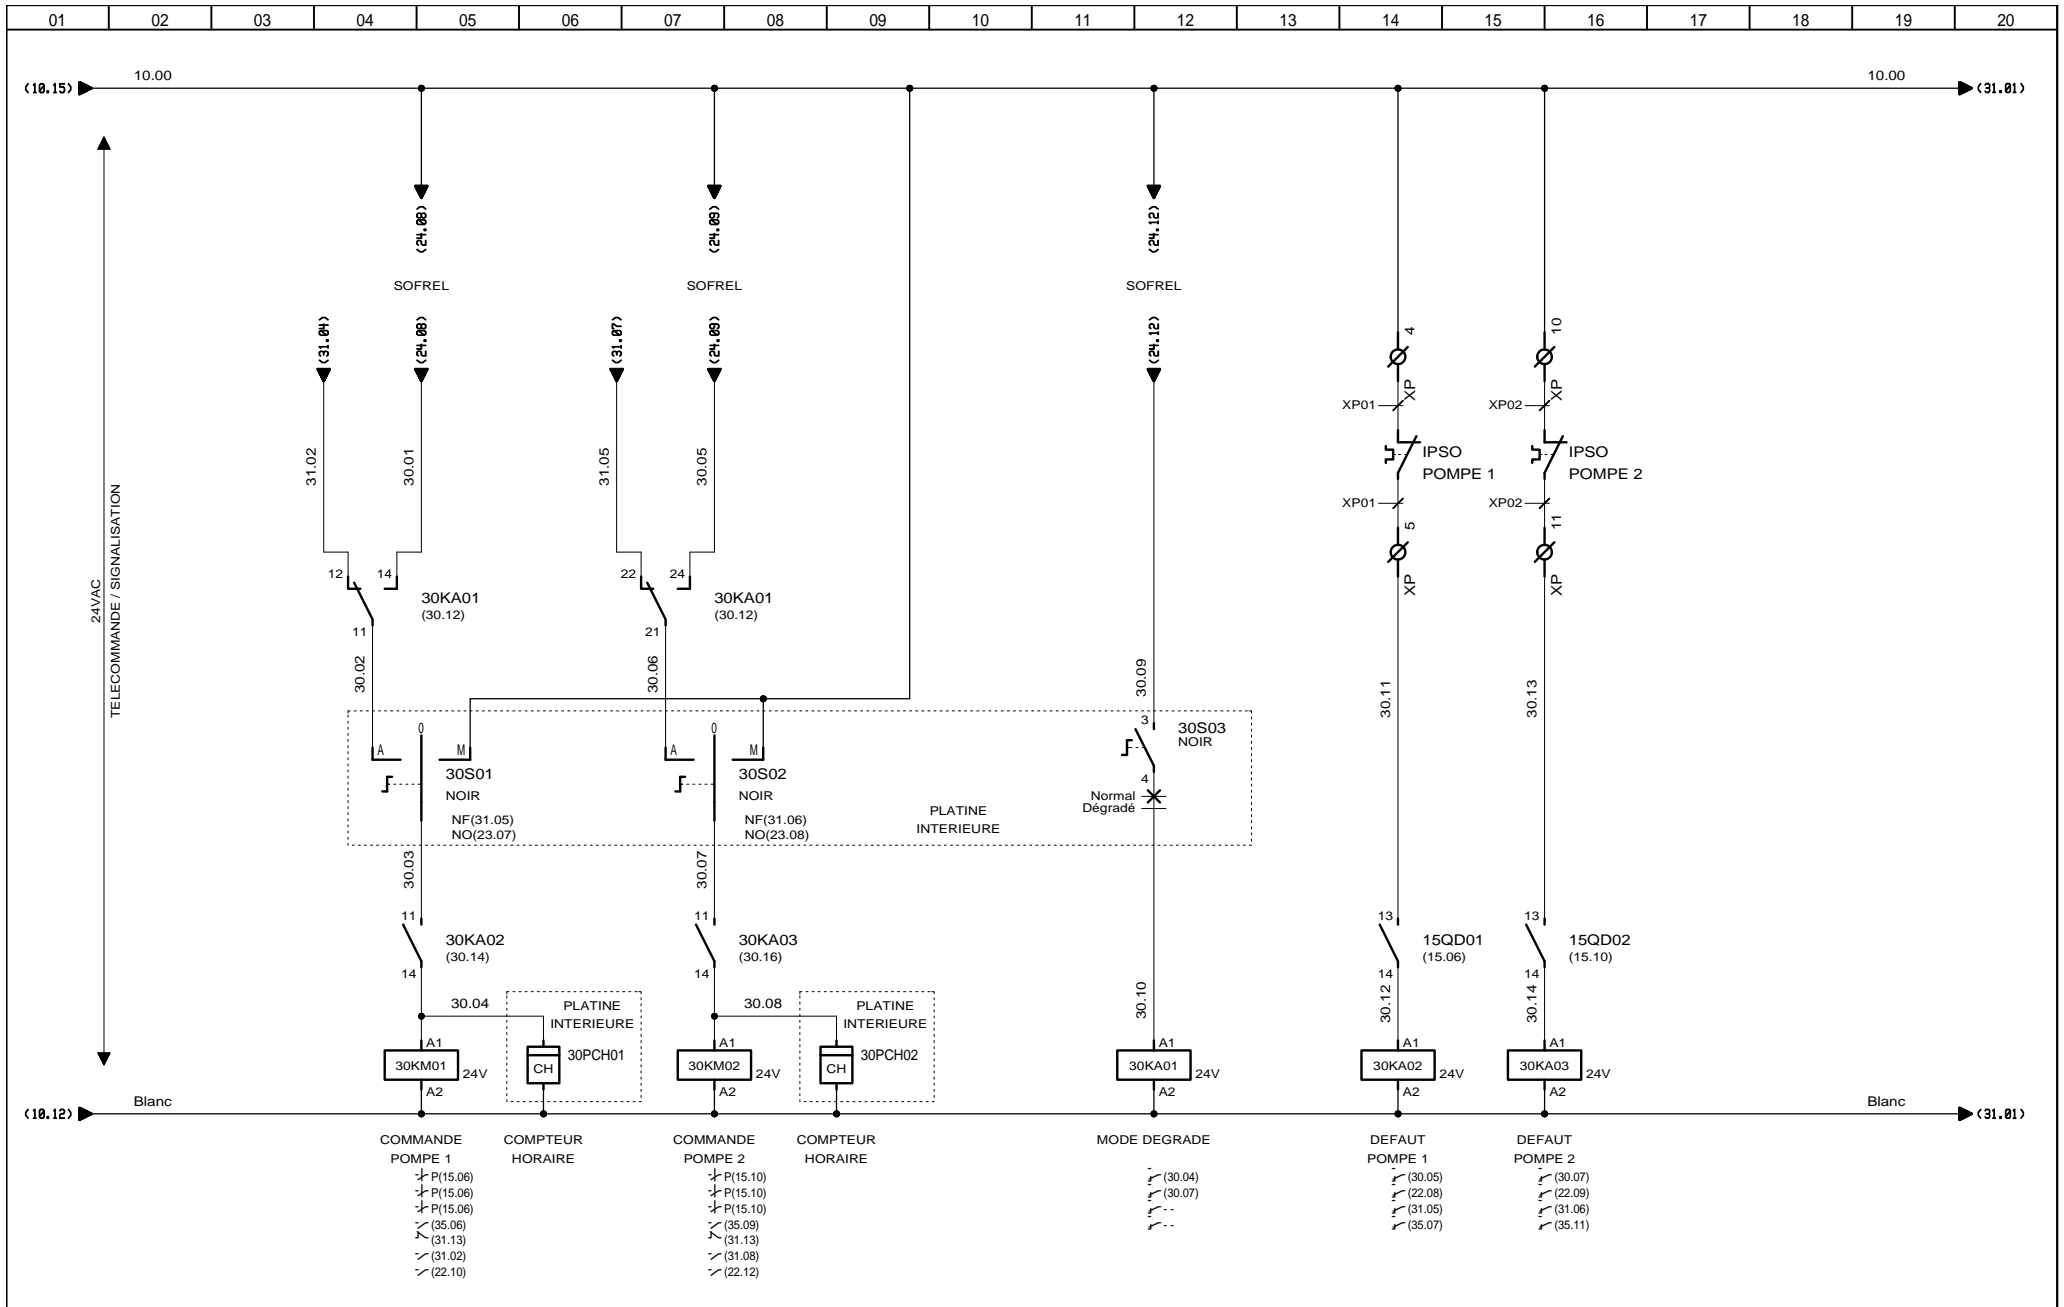 01 02 03 04 05 06 07 08 09 10 11 12 13 14 15 16 17 18 19 20
10.00 10.00
(10.15) (31.01)
(24.08) (24.09) (24.12)
SOFREL SOFREL SOFREL
(31.04) (24.08) (31.07) (24.09) (24.12)
4 10
XP XP
XP01 XP02
31.02 30.01 31.05 30.05
IPSO IPSO
POMPE 1 POMPE 2
XP01 XP02
5 11
XP XP
24VAC
TELECOMMANDE / SIGNALISATION
12 14 22 24
30KA01 30KA01
(30.12) (30.12)
11 21
30.02 30.06 30.09 30.11 30.13
0 0 3
30S03
NOIR
A M A M
30S01 30S02
NOIR NOIR
4
Normal
Dégradé
NF(31.05) NF(31.06)
NO(23.07) NO(23.08)
PLATINE
INTERIEURE
30.03 30.07
11 11 13 13
30KA02 30KA03 15QD01 15QD02
(30.14) (30.16) (15.06) (15.10)
14 14 14 14
30.04 30.08 30.10 30.12 30.14
PLATINE PLATINE
INTERIEURE INTERIEURE
A1 A1 A1 A1 A1
30PCH01 30PCH02
30KM01 24V CH 30KM02 24V CH 30KA01 24V 30KA02 24V 30KA03 24V
A2 A2 A2 A2 A2
Blanc Blanc
(10.12) (31.01)
COMMANDE COMPTEUR COMMANDE COMPTEUR MODE DEGRADE DEFAUT DEFAUT
POMPE 1 HORAIRE POMPE 2 HORAIRE POMPE 1 POMPE 2
P(15.06) P(15.10) (30.04) (30.05) (30.07)
P(15.06) P(15.10) (30.07) (22.08) (22.09)
P(15.06) P(15.10) -- (31.05) (31.06)
(35.06) (35.09) -- (35.07) (35.11)
(31.13) (31.13)
(31.02) (31.08)
(22.10) (22.12)